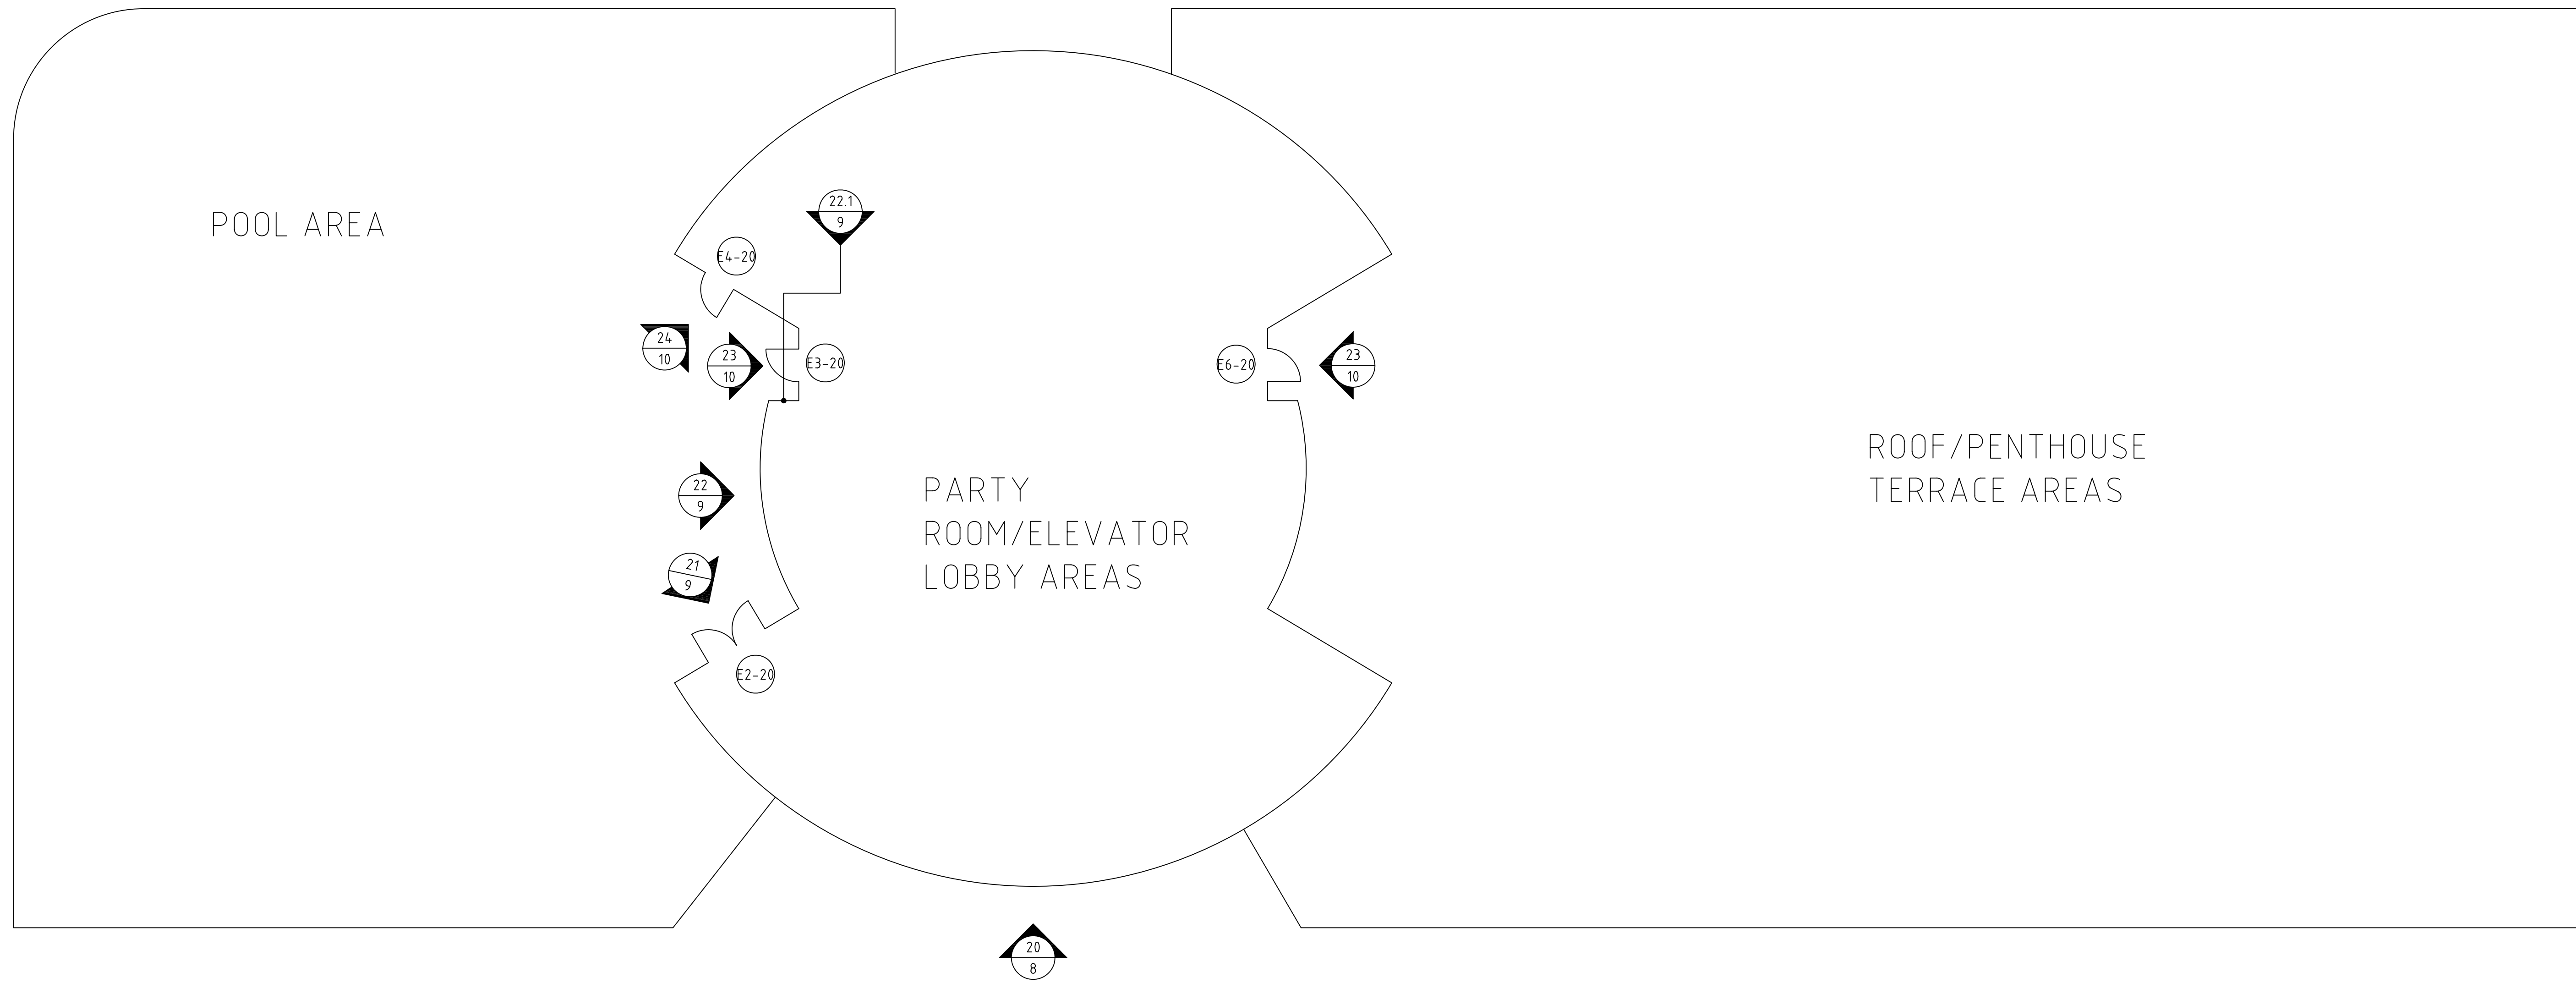 POOL AREA
22.1
9
E4-20
24
10
23
10
E3-20
E6-20
23
10
ROOF/PENTHOUSE
TERRACE AREAS
22
9
PARTY
ROOM/ELEVATOR
LOBBY AREAS
21
9
E2-20
20
8